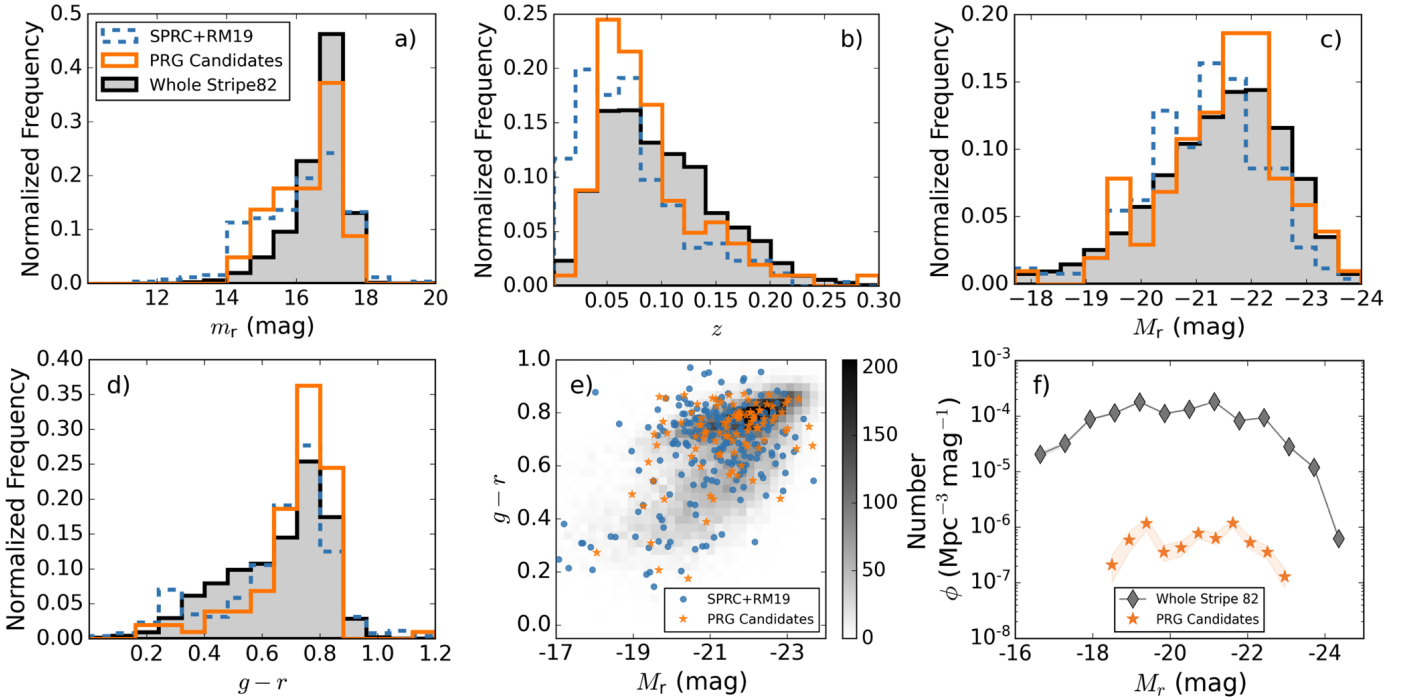 a)
SPRC+RM19
PRG Candidates
Whole Stripe82
Normalized Frequency
0.5
0.4
0.3
0.2
0.1
0.0
12 14 16 18 20
m_r (mag)
b)
Normalized Frequency
0.25
0.20
0.15
0.10
0.05
0.00
0.05 0.10 0.15 0.20 0.25 0.30
z
c)
Normalized Frequency
0.20
0.15
0.10
0.05
0.00
−18 −19 −20 −21 −22 −23 −24
M_r (mag)
d)
Normalized Frequency
0.40
0.35
0.30
0.25
0.20
0.15
0.10
0.05
0.00
0.2 0.4 0.6 0.8 1.0 1.2
g − r
e)
g − r
1.0
0.8
0.6
0.4
0.2
0.0
-17 -19 -21 -23
M_r (mag)
SPRC+RM19
PRG Candidates
200
150
100
50
0
Number
f)
ϕ (Mpc⁻³ mag⁻¹)
10⁻³
10⁻⁴
10⁻⁵
10⁻⁶
10⁻⁷
10⁻⁸
-16 -18 -20 -22 -24
M_r (mag)
Whole Stripe 82
PRG Candidates